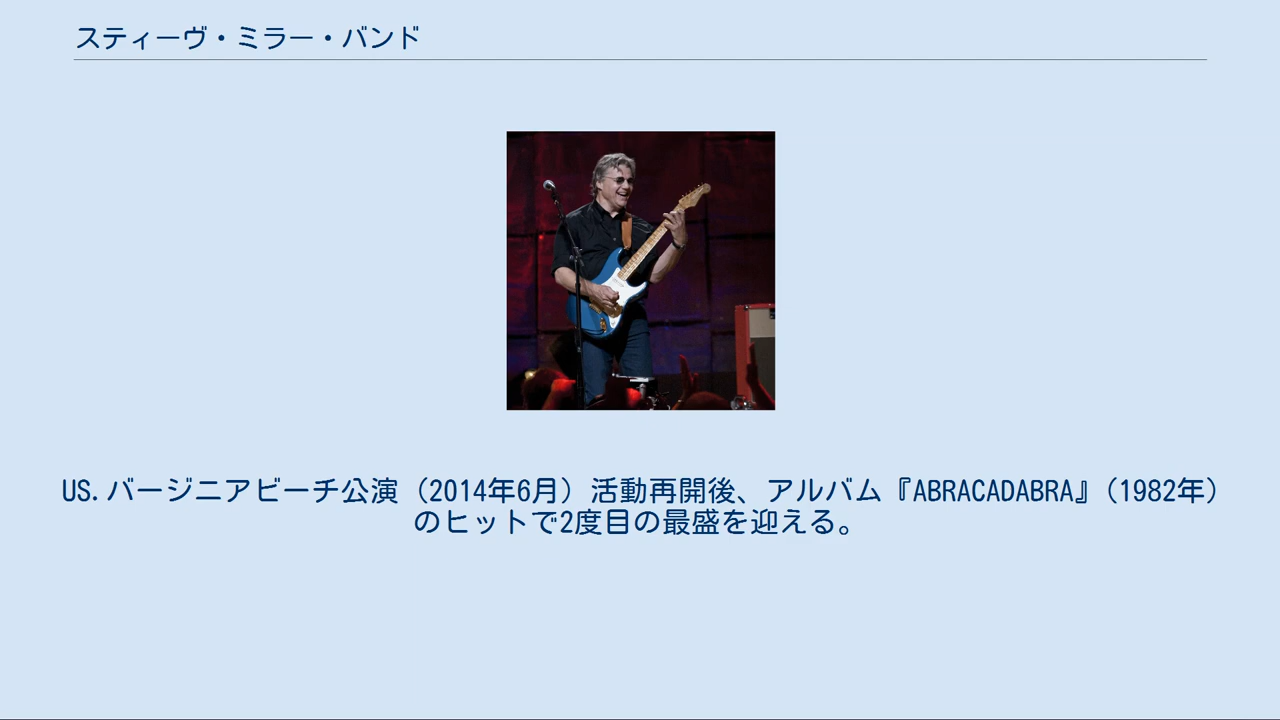 スティーヴ・ミラー・バンド
US.バージニアビーチ公演（2014年6月）活動再開後、アルバム『ABRACADABRA』（1982年）
のヒットで2度目の最盛を迎える。